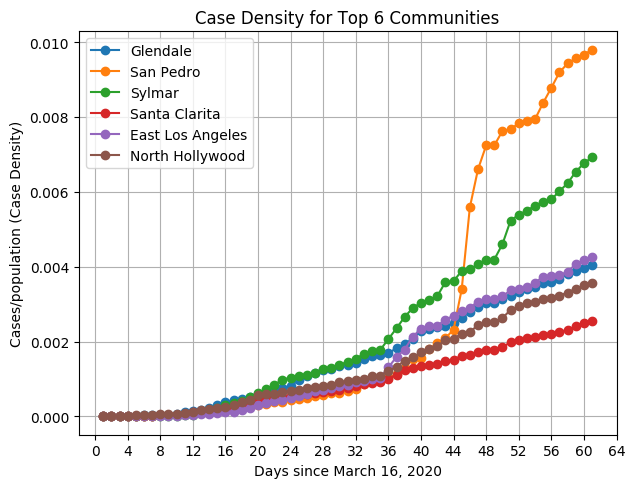 Case Density for Top 6 Communities
Glendale
San Pedro
Sylmar
Santa Clarita
East Los Angeles
North Hollywood
Cases/population (Case Density)
0.010
0.008
0.006
0.004
0.002
0.000
0 4 8 12 16 20 24 28 32 36 40 44 48 52 56 60 64
Days since March 16, 2020